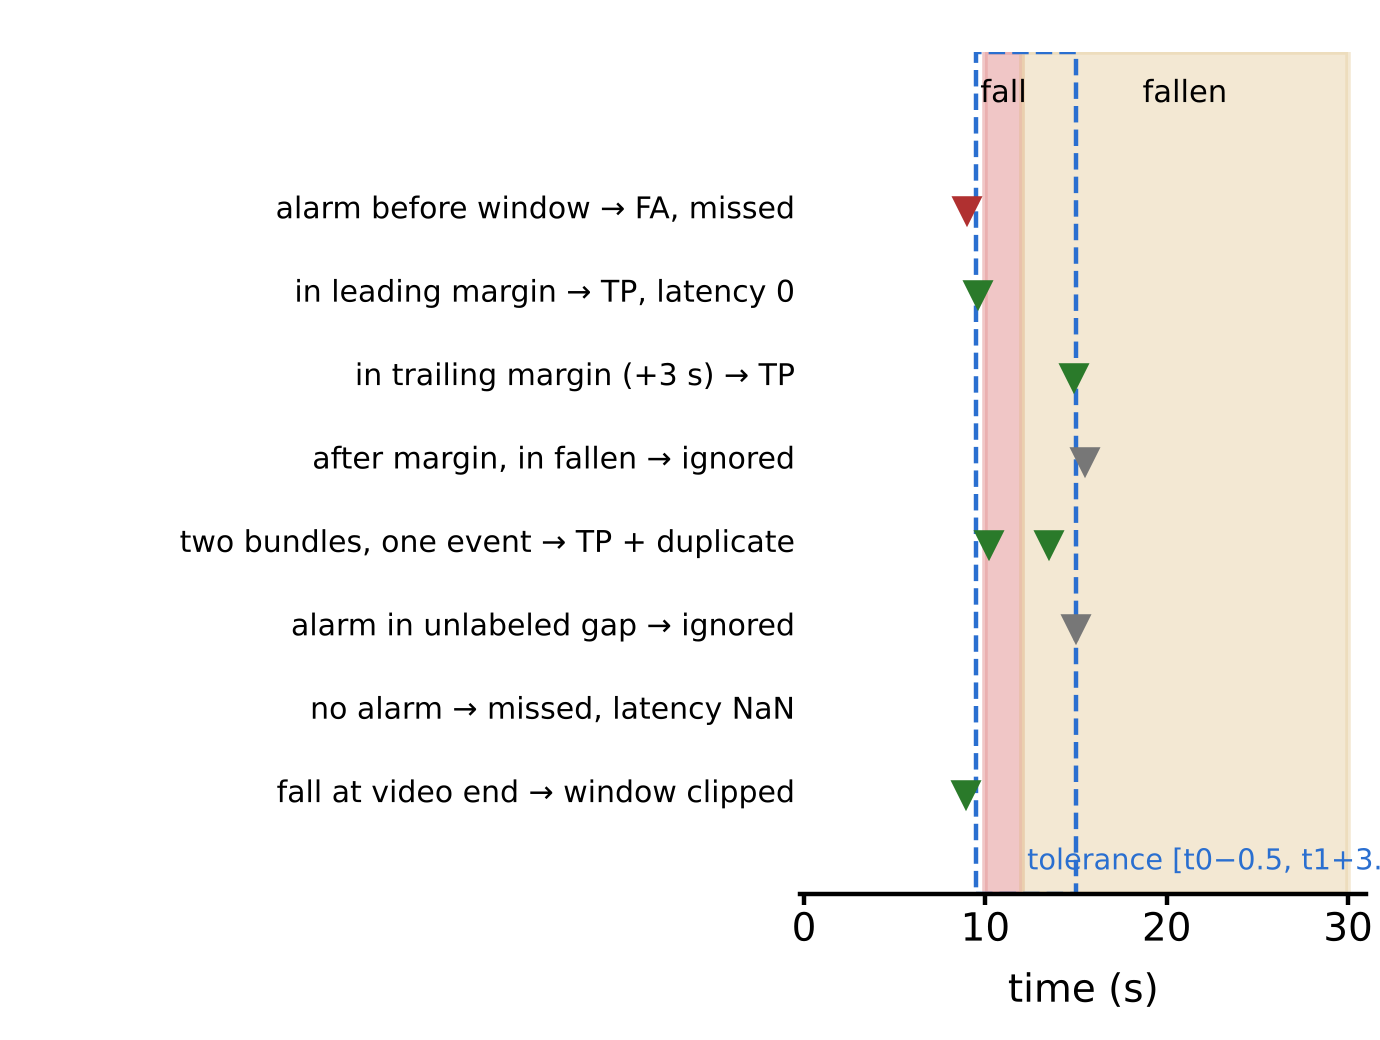 fall
fallen
alarm before window → FA, missed
in leading margin → TP, latency 0
in trailing margin (+3 s) → TP
after margin, in fallen → ignored
two bundles, one event → TP + duplicate
alarm in unlabeled gap → ignored
no alarm → missed, latency NaN
fall at video end → window clipped
tolerance [t0−0.5, t1+3.
0 10 20 30
time (s)